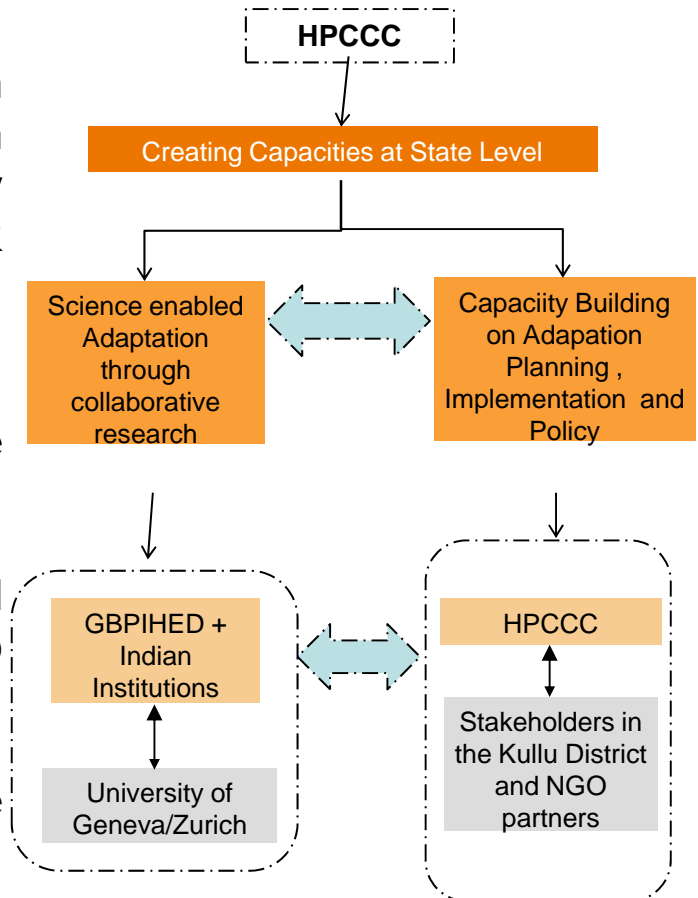 HPCCC
Creating Capacities at State Level
Science enabled
Adaptation
through
collaborative
research
Capaciity Building
on Adapation
Planning ,
Implementation and
Policy
GBPIHED +
Indian
Institutions
University of
Geneva/Zurich
HPCCC
Stakeholders in
the Kullu District
and NGO
partners